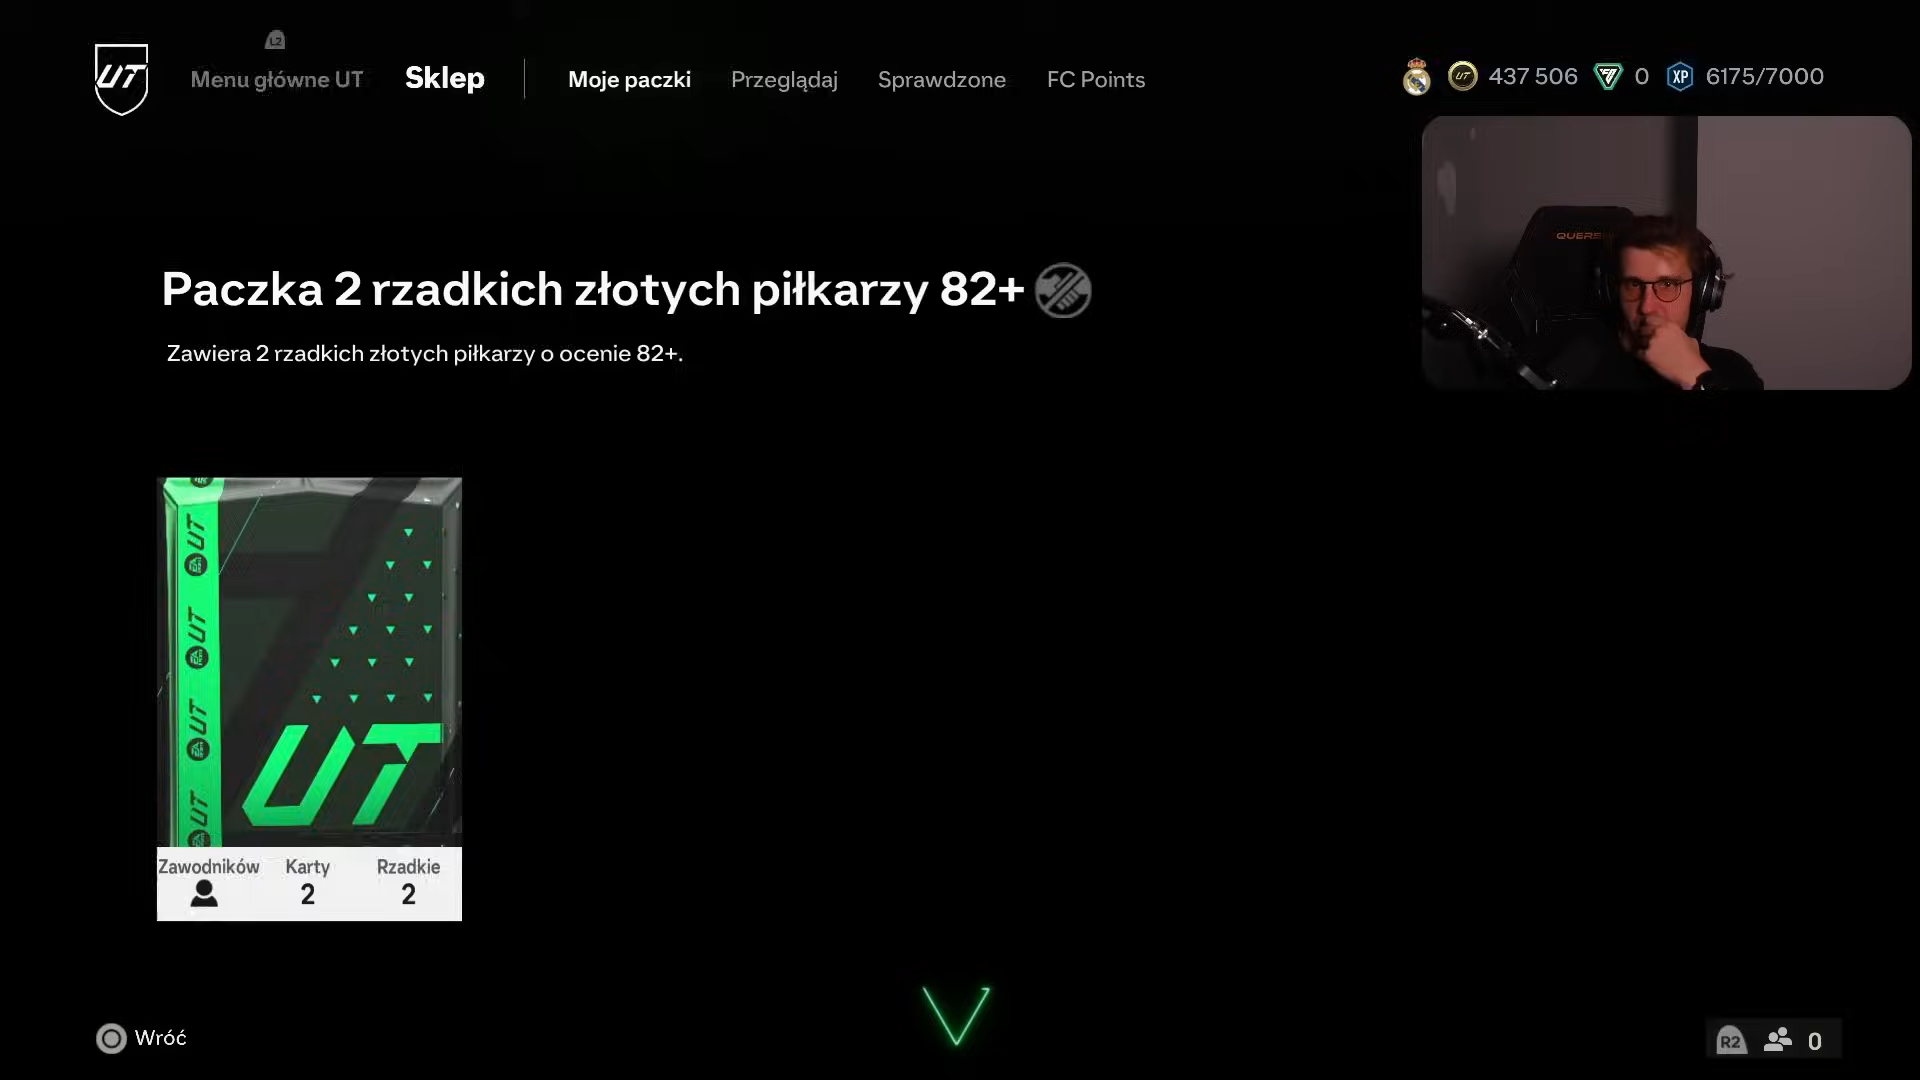 L2
UT Menu główne UT Sklep Moje paczki Przeglądaj Sprawdzone FC Points UT 437 506 0 XP 6175/7000
Paczka 2 rzadkich złotych piłkarzy 82+
Zawiera 2 rzadkich złotych piłkarzy o ocenie 82+.
UT
UT
UT
UT
UT
Zawodników Karty Rzadkie
2 2
Wróć
R2 0